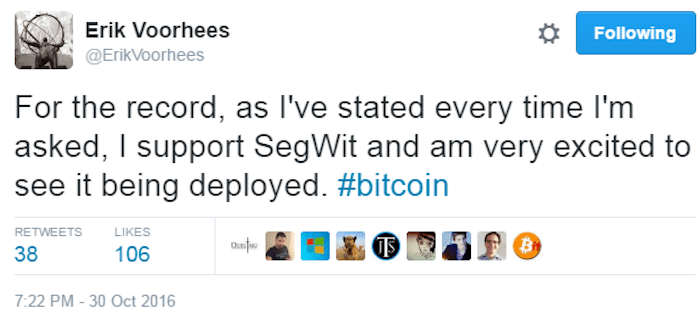 Erik Voorhees
@ErikVoorhees
Following
For the record, as I've stated every time I'm
asked, I support SegWit and am very excited to
see it being deployed. #bitcoin
RETWEETS
LIKES
38
106
7:22 PM - 30 Oct 2016